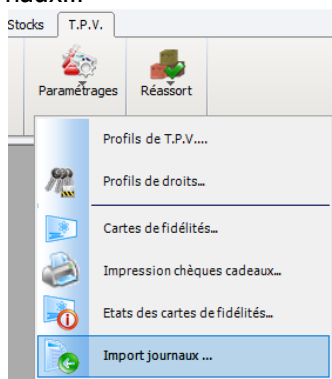 Stocks T.P.V.
Paramétrages Réassort
Profils de T.P.V....
Profils de droits...
Cartes de fidélités...
Impression chèques cadeaux...
Etats des cartes de fidélités...
Import journaux ...